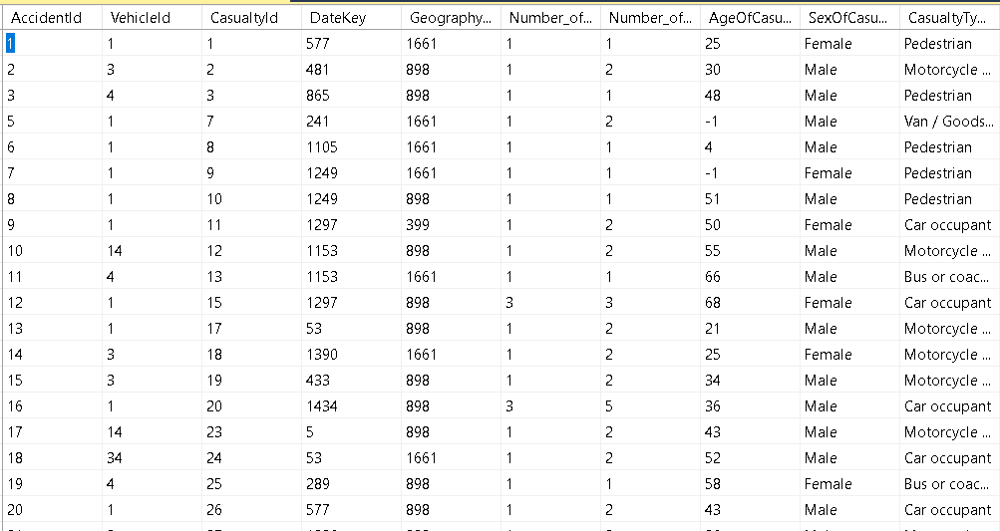 AccidentId VehicleId CasualtyId DateKey Geography... Number_of... Number_of... AgeOfCasu... SexOfCasu... CasualtyTy...
1 1 1 577 1661 1 1 25 Female Pedestrian
2 3 2 481 898 1 2 30 Male Motorcycle ...
3 4 3 865 898 1 1 48 Male Pedestrian
5 1 7 241 1661 1 2 -1 Male Van / Goods...
6 1 8 1105 1661 1 1 4 Male Pedestrian
7 1 9 1249 1661 1 1 -1 Female Pedestrian
8 1 10 1249 898 1 1 51 Male Pedestrian
9 1 11 1297 399 1 2 50 Female Car occupant
10 14 12 1153 898 1 2 55 Male Motorcycle ...
11 4 13 1153 1661 1 1 66 Male Bus or coac...
12 1 15 1297 898 3 3 68 Female Car occupant
13 1 17 53 898 1 2 21 Male Motorcycle ...
14 3 18 1390 1661 1 2 25 Female Motorcycle ...
15 3 19 433 898 1 2 34 Male Motorcycle ...
16 1 20 1434 898 3 5 36 Male Car occupant
17 14 23 5 898 1 2 43 Male Motorcycle ...
18 34 24 53 1661 1 2 52 Male Car occupant
19 4 25 289 898 1 1 58 Female Bus or coac...
20 1 26 577 898 1 2 43 Male Car occupant